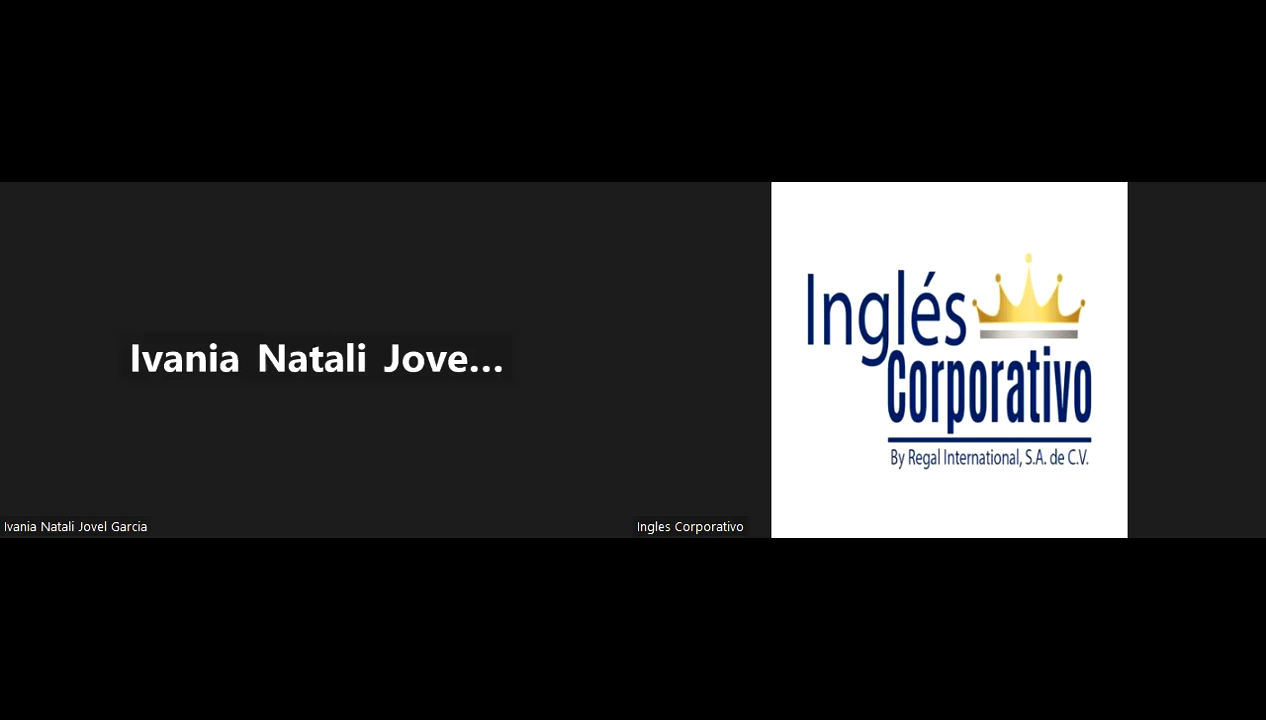 Ivania Natali Jove...
Ivania Natali Jovel Garcia
Inglés
Corporativo
By Regal International, S.A. de C.V.
Ingles Corporativo